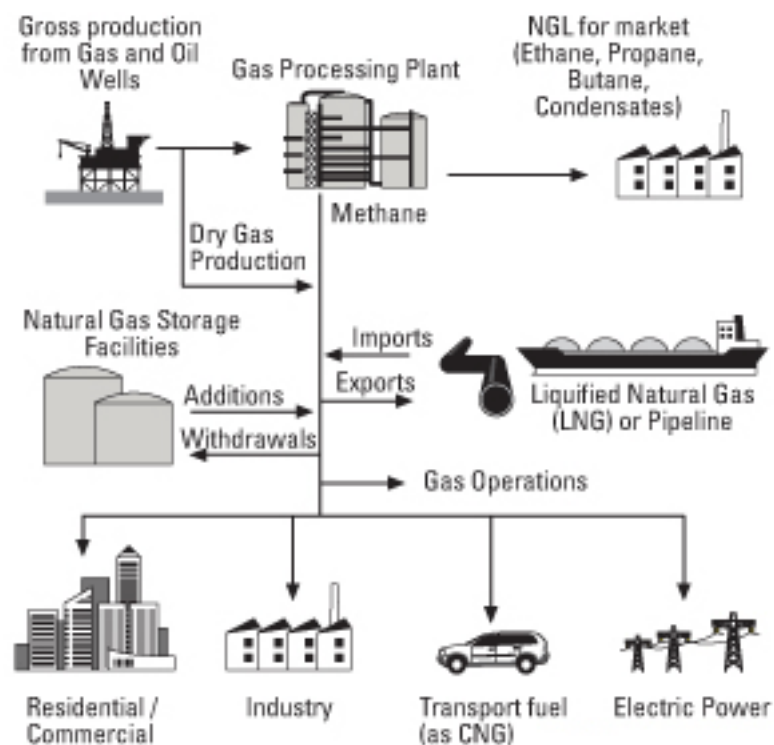 Gross production
from Gas and Oil
Wells
Gas Processing Plant
NGL for market
(Ethane, Propane,
Butane,
Condensates)
Methane
Dry Gas
Production
Natural Gas Storage
Facilities
Imports
Exports
Additions
Withdrawals
Liquified Natural Gas
(LNG) or Pipeline
Gas Operations
Residential /
Commercial
Industry
Transport fuel
(as CNG)
Electric Power